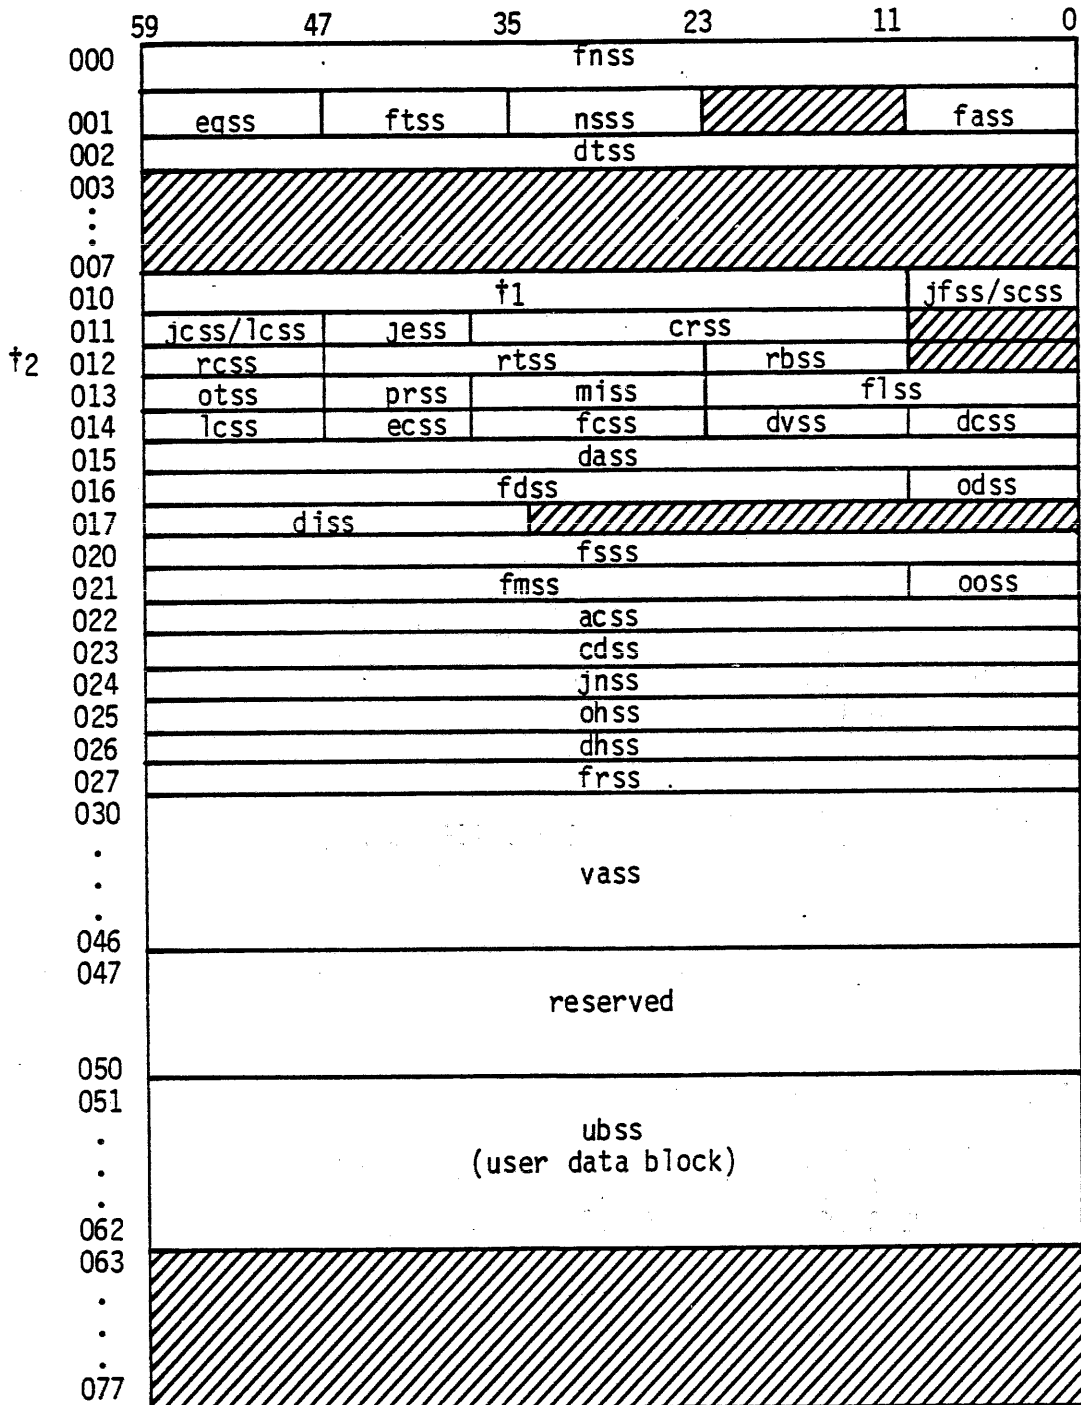 59 47 35 23 11 0
000 fnss
001 eqss ftss nsss fass
002 dtss
003
007
010 †1 jfss/scss
011 jcss/lcss jess crss
†2 012 rcss rtss rbss
013 otss prss miss flss
014 lcss ecss fcss dvss dcss
015 dass
016 fdss odss
017 diss
020 fsss
021 fmss ooss
022 acss
023 cdss
024 jnss
025 ohss
026 dhss
027 frss
030
vass
046
047
reserved
050
051
ubss
(user data block)
062
063
077